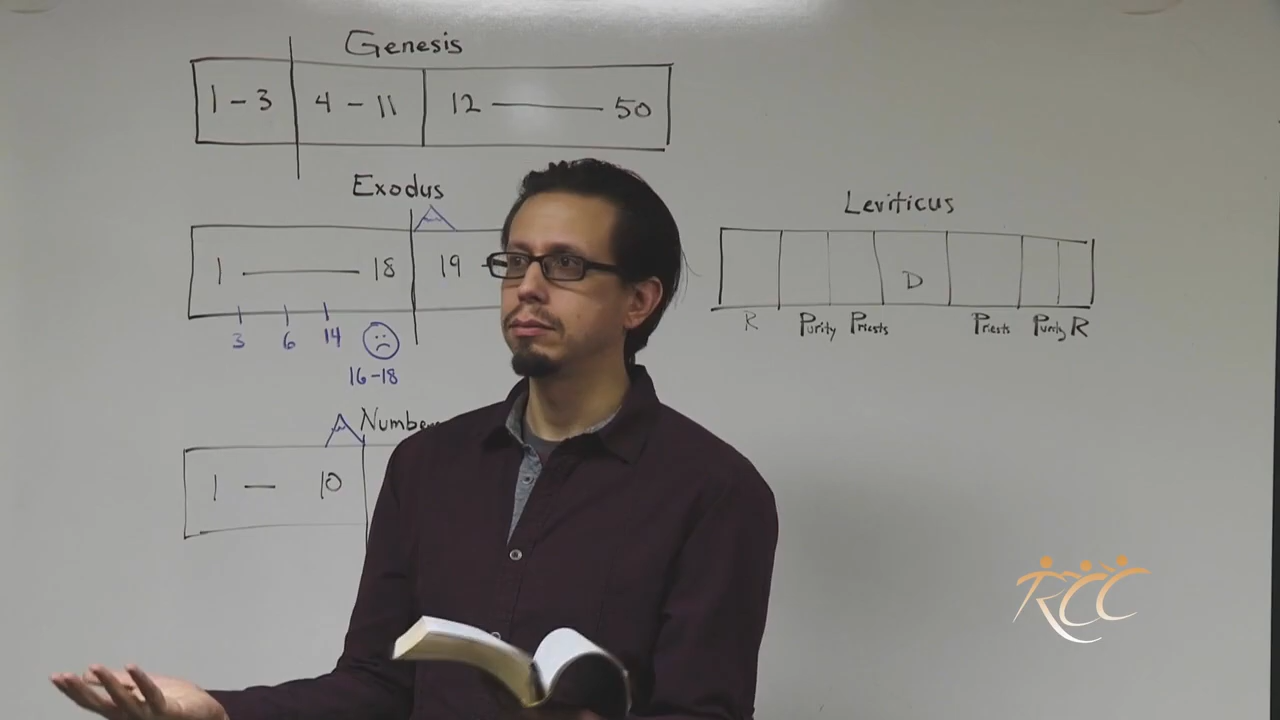 Genesis
1 – 3 4 – 11 12 — 50
Exodus
1 — 18 19
3 6 14
16 – 18
Leviticus
D
R Purity Priests Priests Purity R
Numbe
1 — 10
RCC